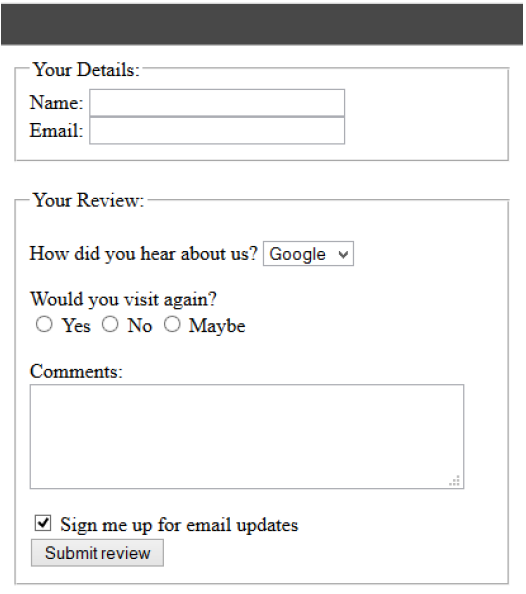 Your Details:
Name:
Email:
Your Review:
How did you hear about us? Google
Would you visit again?
Yes No Maybe
Comments:
Sign me up for email updates
Submit review